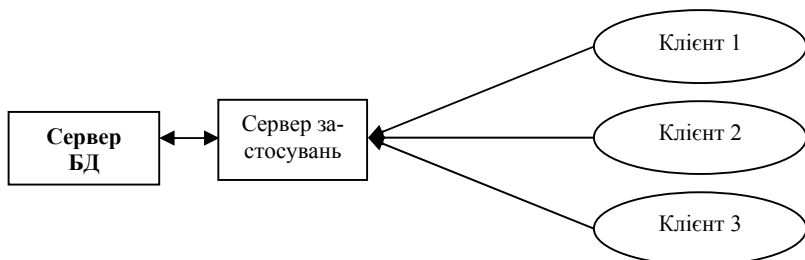 Клієнт 1
Сервер
БД
Сервер за-
стосувань
Клієнт 2
Клієнт 3